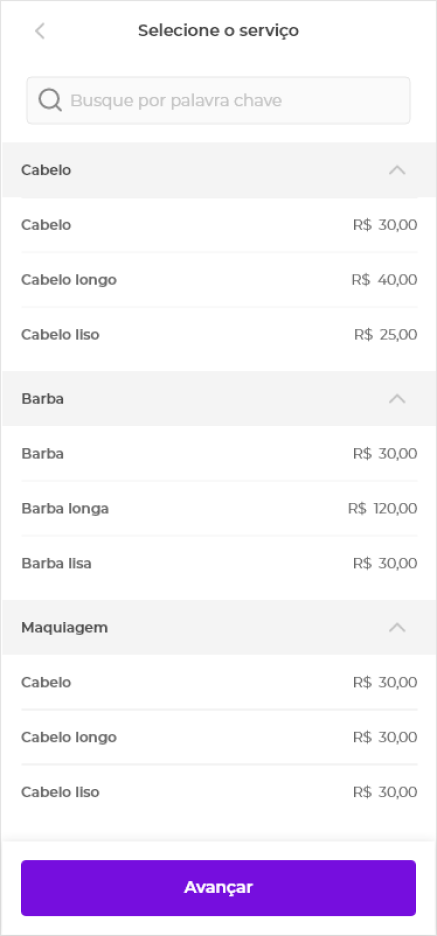 Selecione o serviço
Busque por palavra chave
Cabelo
Cabelo R$ 30,00
Cabelo longo R$ 40,00
Cabelo liso R$ 25,00
Barba
Barba R$ 30,00
Barba longa R$ 120,00
Barba lisa R$ 30,00
Maquiagem
Cabelo R$ 30,00
Cabelo longo R$ 30,00
Cabelo liso R$ 30,00
Avançar